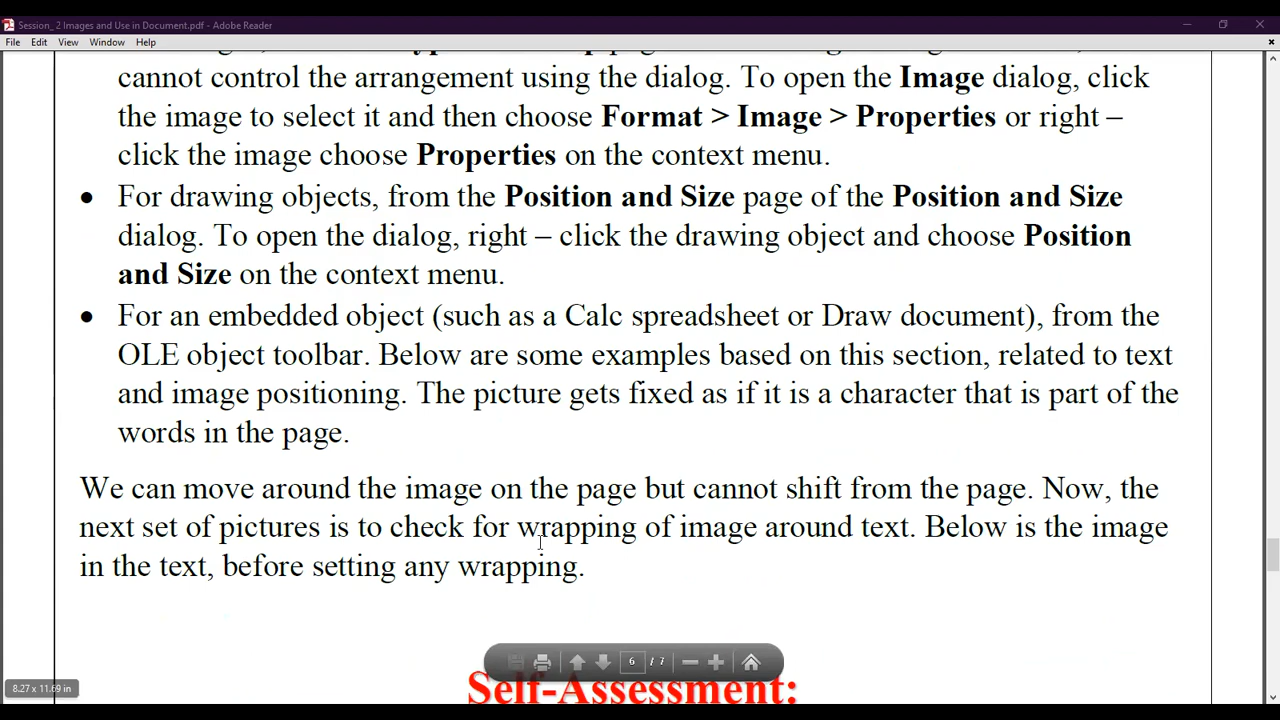 Session_ 2 Images and Use in Document.pdf - Adobe Reader
File Edit View Window Help
cannot control the arrangement using the dialog. To open the Image dialog, click
the image to select it and then choose Format > Image > Properties or right –
click the image choose Properties on the context menu.
• For drawing objects, from the Position and Size page of the Position and Size
dialog. To open the dialog, right – click the drawing object and choose Position
and Size on the context menu.
• For an embedded object (such as a Calc spreadsheet or Draw document), from the
OLE object toolbar. Below are some examples based on this section, related to text
and image positioning. The picture gets fixed as if it is a character that is part of the
words in the page.
We can move around the image on the page but cannot shift from the page. Now, the
next set of pictures is to check for wrapping of image around text. Below is the image
in the text, before setting any wrapping.
6 / 7
Self-Assessment:
8.27 x 11.69 in